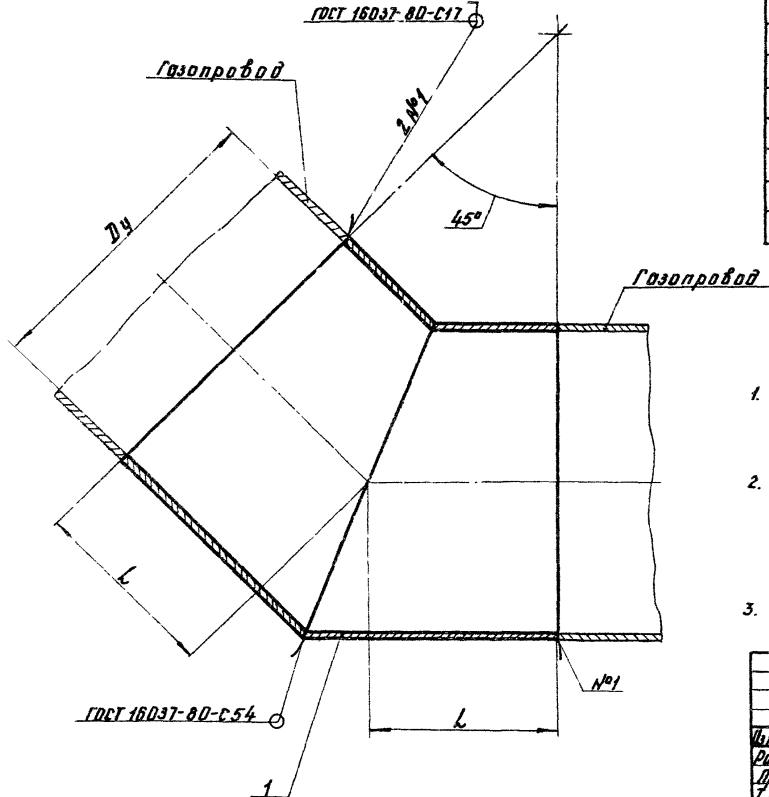 ГОСТ 16037-80-С17
Газопровод
2 №1
Dу
45°
Газопровод
1.
2.
3.
L
№1
ГОСТ 16037-80-С54
L
1